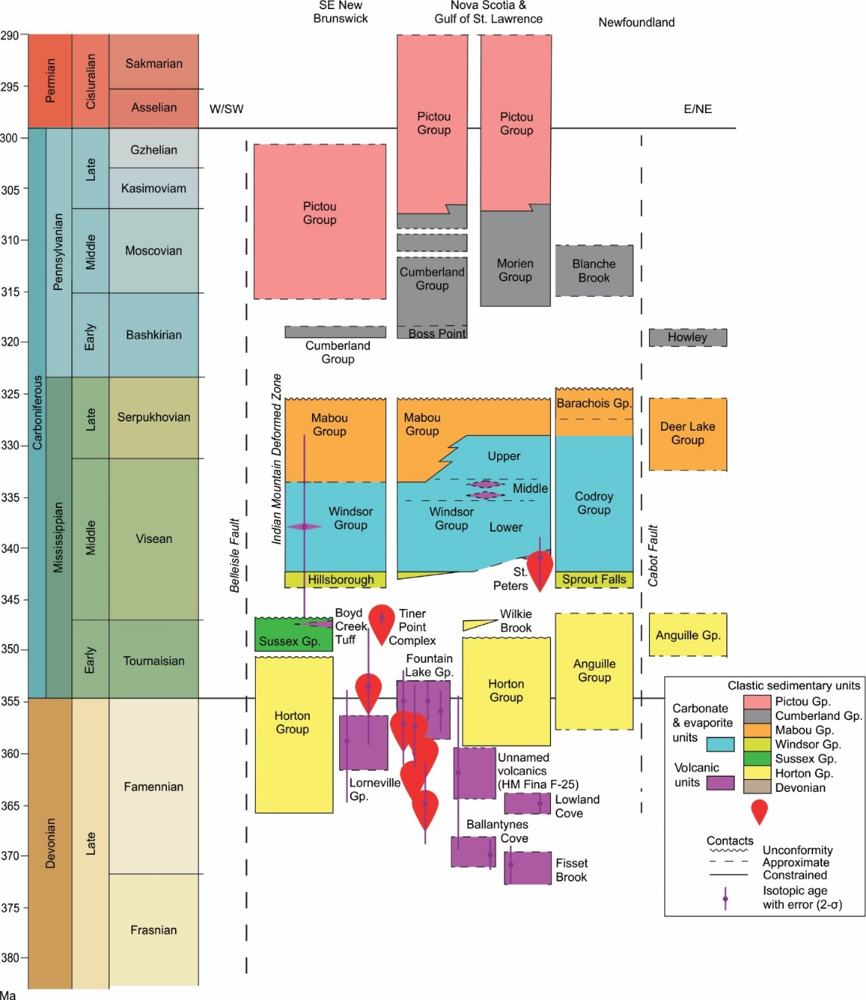 SE New
Brunswick
Nova Scotia &
Gulf of St. Lawrence
Newfoundland
290
295
300
305
310
315
320
325
330
335
340
345
350
355
360
365
370
375
380
Ma
Permian
Carboniferous
Devonian
Pennsylvanian
Mississippian
Cisluralian
Late
Middle
Early
Late
Middle
Early
Late
Sakmarian
Asselian
Gzhelian
Kasimoviam
Moscovian
Bashkirian
Serpukhovian
Visean
Tournaisian
Famennian
Frasnian
W/SW
E/NE
Belleisle Fault
Indian Mountain Deformed Zone
Cabot Fault
Pictou
Group
Cumberland
Group
Mabou
Group
Windsor
Group
Hillsborough
Sussex Gp.
Boyd
Creek
Tuff
Horton
Group
Lorneville
Gp.
Tiner
Point
Complex
Pictou
Group
Cumberland
Group
Boss Point
Pictou
Group
Morien
Group
Mabou
Group
Upper
Middle
Windsor
Group
Lower
St.
Peters
Wilkie
Brook
Fountain
Lake Gp.
Horton
Group
Unnamed
volcanics
(HM Fina F-25)
Lowland
Cove
Ballantynes
Cove
Fisset
Brook
Blanche
Brook
Barachois Gp.
Codroy
Group
Sprout Falls
Anguille
Group
Howley
Deer Lake
Group
Anguille Gp.
Clastic sedimentary units
Carbonate
& evaporite
units
Volcanic
units
Pictou Gp.
Cumberland Gp.
Mabou Gp.
Windsor Gp.
Sussex Gp.
Horton Gp.
Devonian
Contacts
Unconformity
Approximate
Constrained
Isotopic age
with error (2-σ)